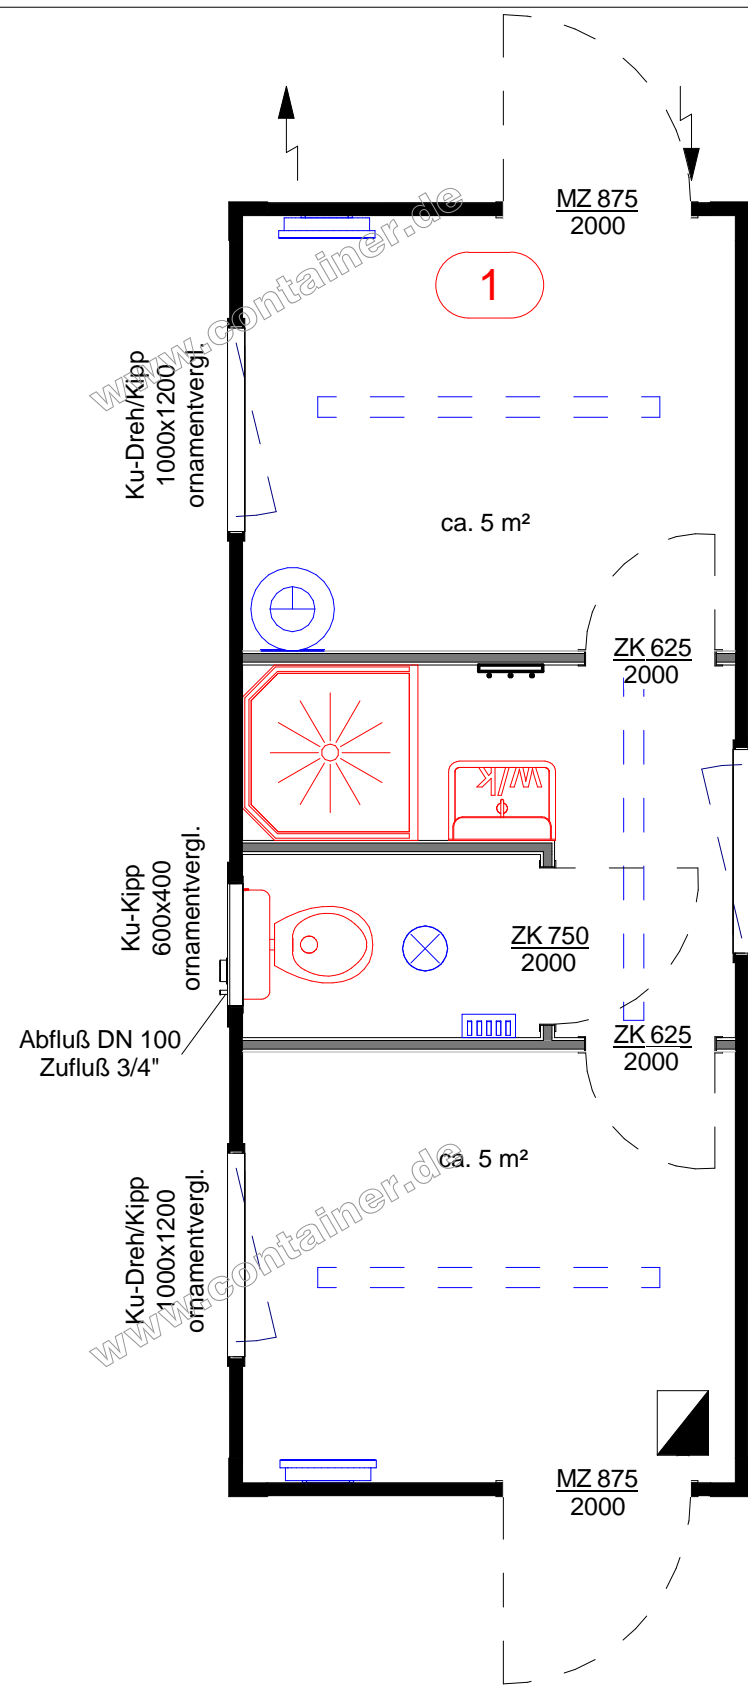 MZ 875
2000
www.container.de
1
Ku-Dreh/Kipp
1000x1200
ornamentvergl.
ca. 5 m²
ZK 625
2000
W/K
Ku-Kipp
600x400
ornamentvergl.
ZK 750
2000
Abfluß DN 100
Zufluß 3/4"
ZK 625
2000
ca. 5 m²
www.container.de
Ku-Dreh/Kipp
1000x1200
ornamentvergl.
MZ 875
2000